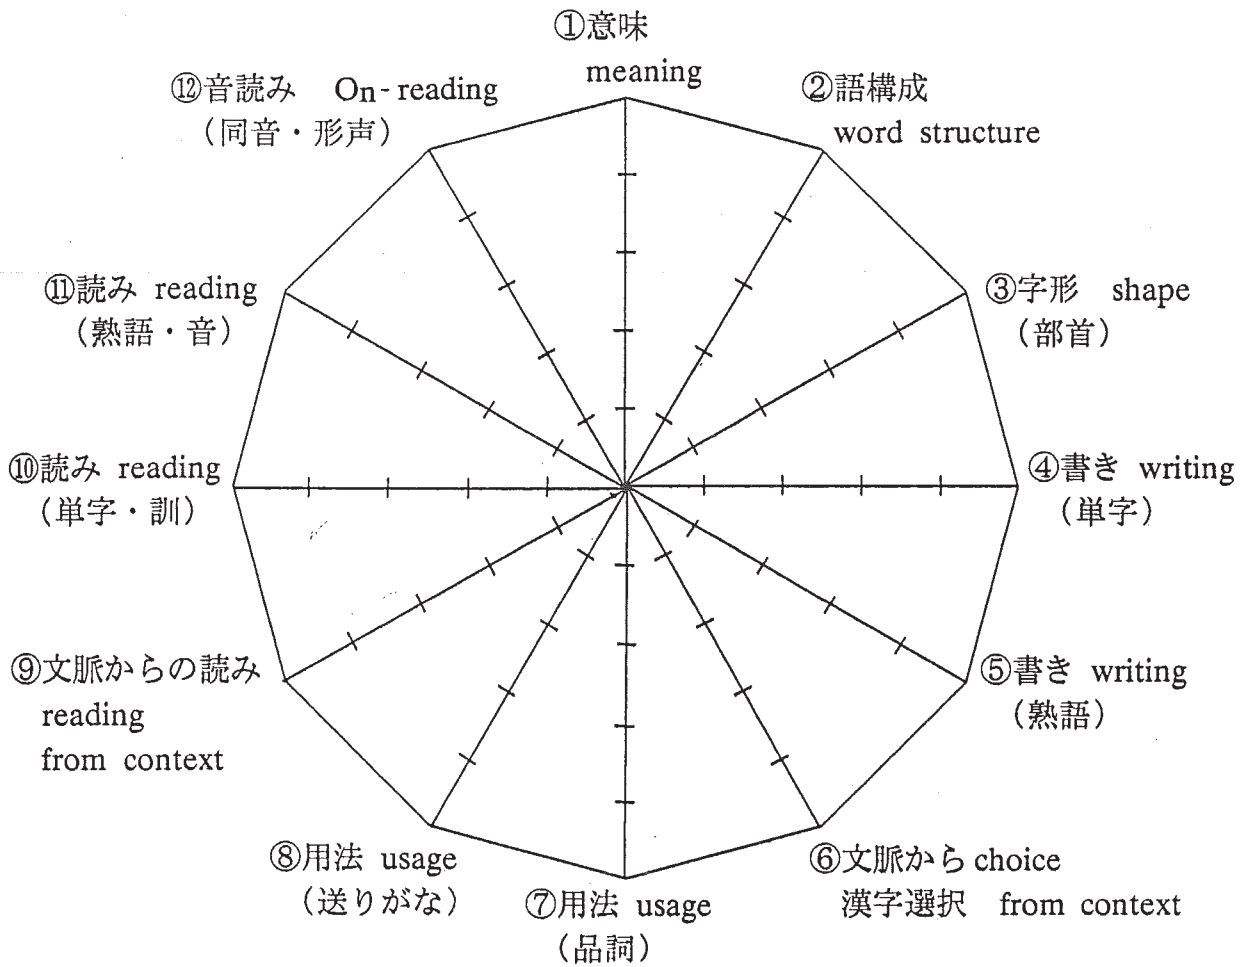 ①意味
meaning
②語構成
word structure
③字形 shape
（部首）
④書き writing
（単字）
⑤書き writing
（熟語）
⑥文脈から choice
漢字選択 from context
⑦用法 usage
（品詞）
⑧用法 usage
（送りがな）
⑨文脈からの読み
reading
from context
⑩読み reading
（単字・訓）
⑪読み reading
（熟語・音）
⑫音読み On-reading
（同音・形声）